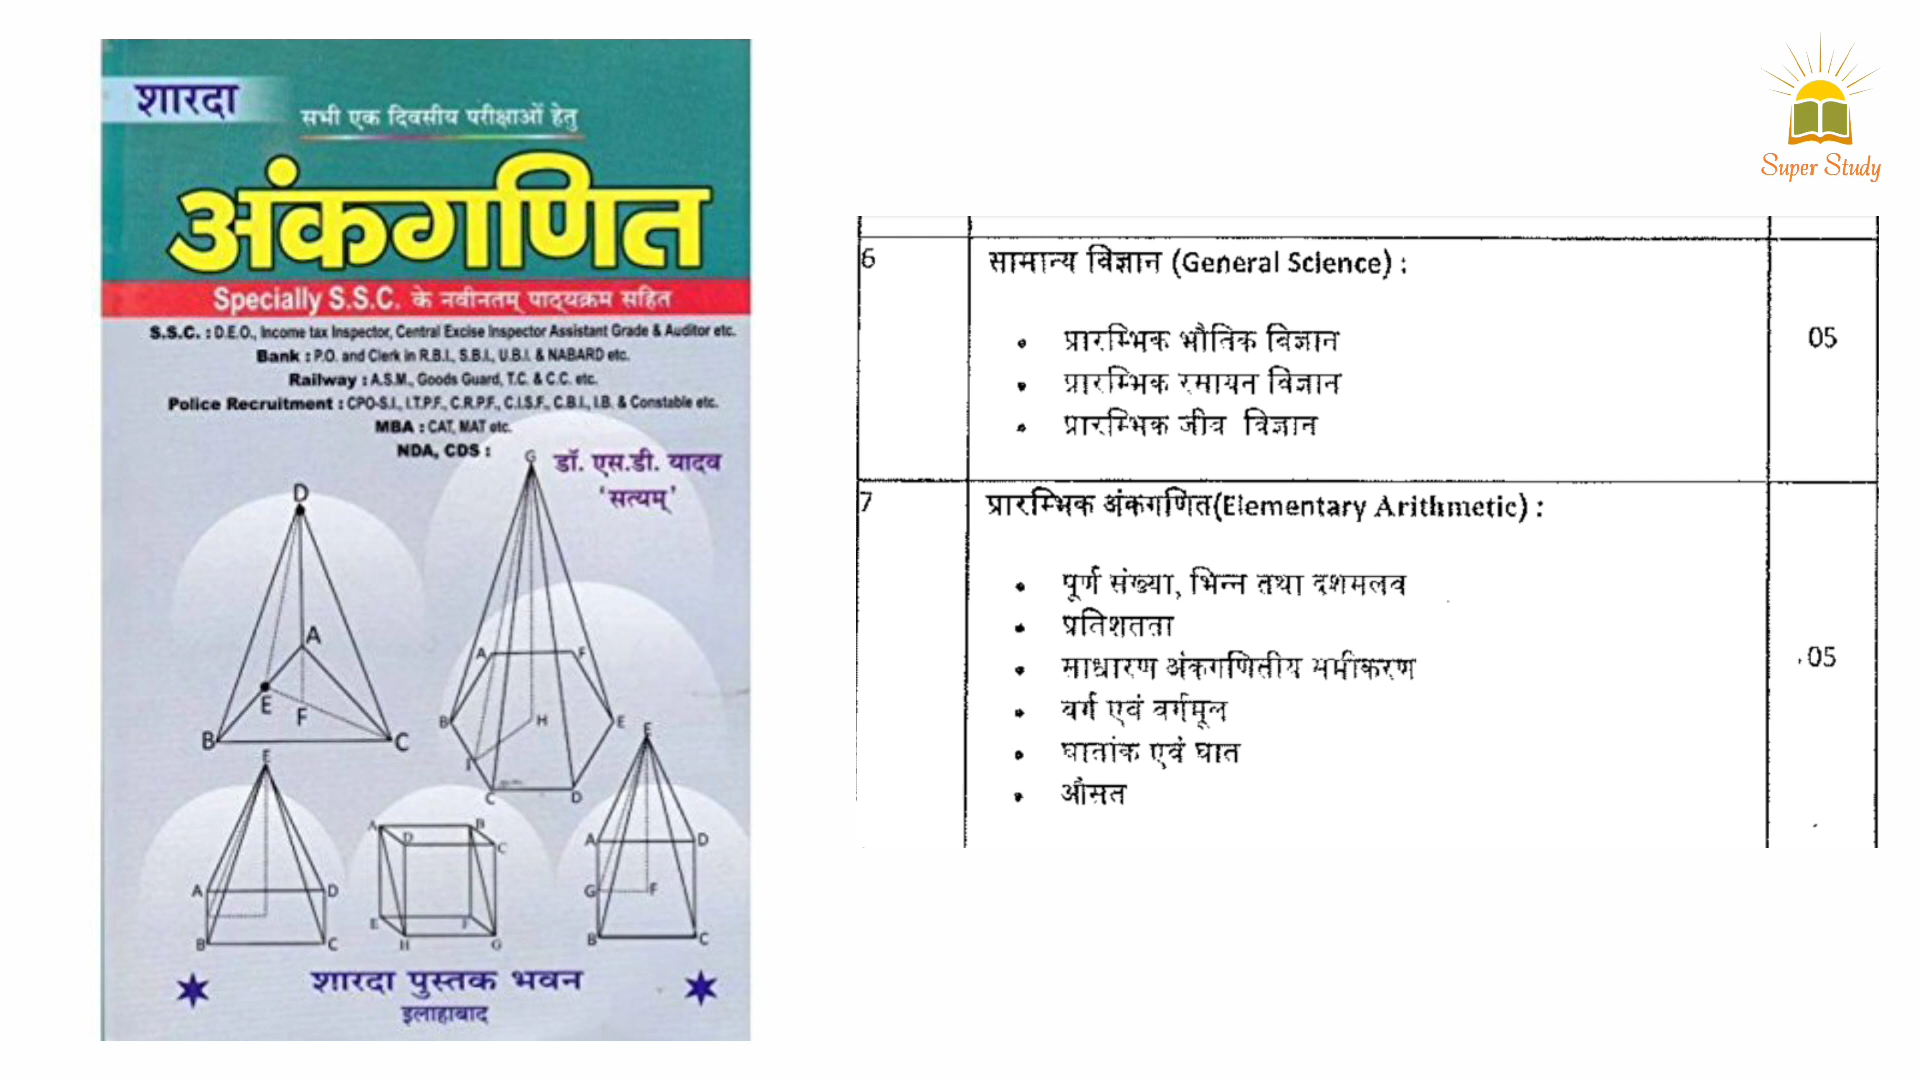 शारदा
सभी एक दिवसीय परीक्षाओं हेतु
अंकगणित
Specially S.S.C. के नवीनतम् पाठ्यक्रम सहित
S.S.C. : D.E.O., Income tax Inspector, Central Excise Inspector Assistant Grade & Auditor etc.
Bank : P.O. and Clerk in R.B.I., S.B.I., U.B.I. & NABARD etc.
Railway : A.S.M., Goods Guard, T.C. & C.C. etc.
Police Recruitment : CPO-S.I., I.T.P.F., C.R.P.F., C.I.S.F., C.B.I., I.B. & Constable etc.
MBA : CAT, MAT etc.
NDA, CDS :
डॉ. एस.डी. यादव
'सत्यम्'
D
A
E
F
B
C
G
A
F
B
H
E
I
C
D
E
A
D
B
C
A
B
D
C
E
F
H
G
E
A
D
G
F
B
C
शारदा पुस्तक भवन
इलाहाबाद
Super Study
6
सामान्य विज्ञान (General Science) :
प्रारम्भिक भौतिक विज्ञान
05
प्रारम्भिक रसायन विज्ञान
प्रारम्भिक जीव विज्ञान
7
प्रारम्भिक अंकगणित(Elementary Arithmetic) :
पूर्ण संख्या, भिन्न तथा दशमलव
प्रतिशतता
साधारण अंकगणितीय समीकरण
05
वर्ग एवं वर्गमूल
घातांक एवं घात
औसत